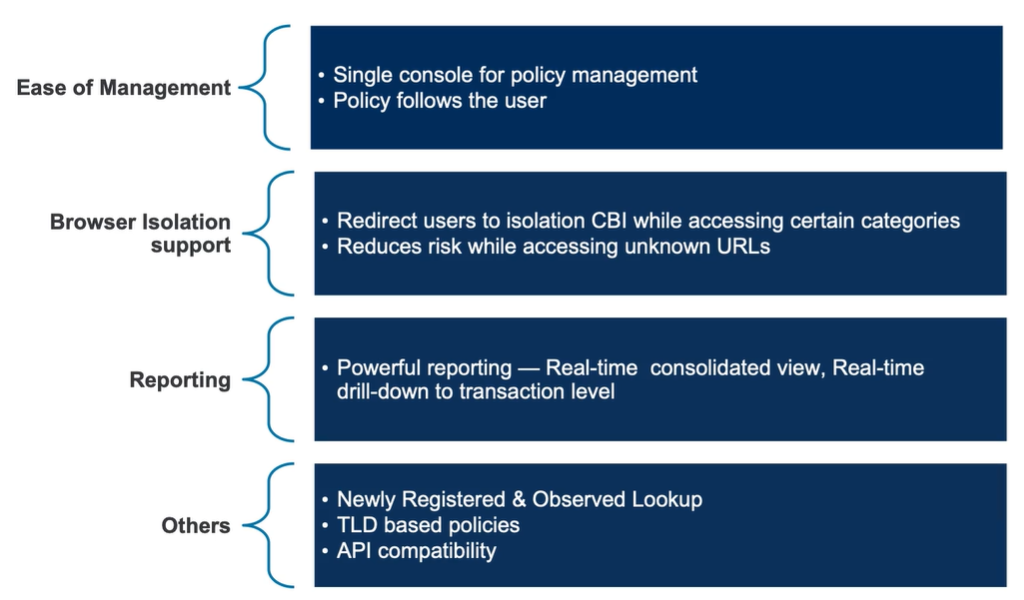 Ease of Management
• Single console for policy management
• Policy follows the user
Browser Isolation
support
• Redirect users to isolation CBI while accessing certain categories
• Reduces risk while accessing unknown URLs
Reporting
• Powerful reporting — Real-time  consolidated view, Real-time
drill-down to transaction level
Others
• Newly Registered & Observed Lookup
• TLD based policies
• API compatibility